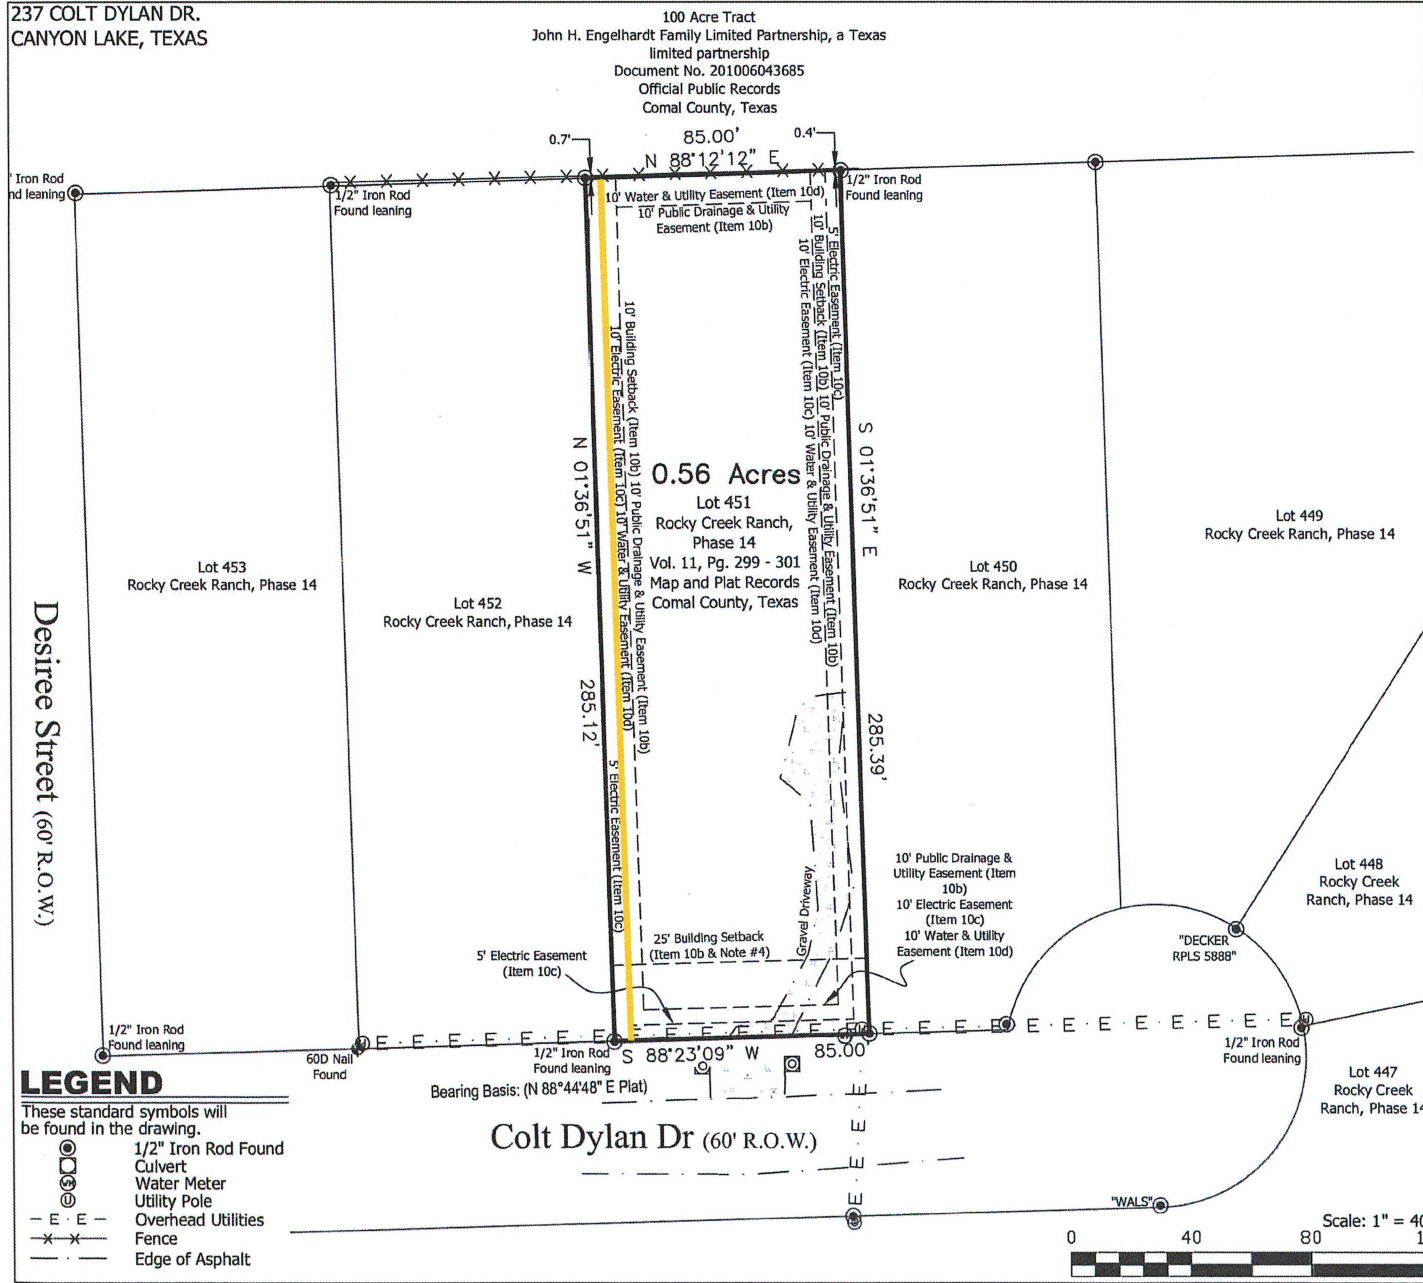 237 COLT DYLAN DR.
CANYON LAKE, TEXAS
100 Acre Tract
John H. Engelhardt Family Limited Partnership, a Texas
limited partnership
Document No. 201006043685
Official Public Records
Comal County, Texas
0.7'
85.00'
0.4'
N 88°12'12" E
' Iron Rod
nd leaning
1/2" Iron Rod
Found leaning
1/2" Iron Rod
Found leaning
10' Water & Utility Easement (Item 10d)
10' Public Drainage & Utility
Easement (Item 10b)
10' Building Setback (Item 10b) 10' Public Drainage & Utility Easement (Item 10b)
10' Electric Easement (Item 10c) 10' Water & Utility Easement (Item 10d)
5' Electric Easement (Item 10c)
10' Building Setback (Item 10b) 10' Public Drainage & Utility Easement (Item 10b)
10' Electric Easement (Item 10c) 10' Water & Utility Easement (Item 10d)
N 01°36'51" W
285.12'
S 01°36'51" E
285.39'
0.56 Acres
Lot 451
Rocky Creek Ranch,
Phase 14
Vol. 11, Pg. 299 - 301
Map and Plat Records
Comal County, Texas
Lot 453
Rocky Creek Ranch, Phase 14
Lot 452
Rocky Creek Ranch, Phase 14
Lot 450
Rocky Creek Ranch, Phase 14
Lot 449
Rocky Creek Ranch, Phase 14
Desiree Street (60' R.O.W.)
5' Electric Easement (Item 10c)
Gravel Driveway
10' Public Drainage &
Utility Easement (Item
10b)
10' Electric Easement
(Item 10c)
10' Water & Utility
Easement (Item 10d)
Lot 448
Rocky Creek
Ranch, Phase 14
"DECKER
RPLS 5888"
25' Building Setback
(Item 10b & Note #4)
5' Electric Easement
(Item 10c)
1/2" Iron Rod
Found leaning
60D Nail
Found
E E E E E E E E E E E E E E E E E E E E E E E E E E
1/2" Iron Rod
Found leaning
S 88°23'09" W
85.00'
1/2" Iron Rod
Found leaning
Bearing Basis: (N 88°44'48" E Plat)
Lot 447
Rocky Creek
Ranch, Phase 14
Colt Dylan Dr (60' R.O.W.)
E E E E
"WALS"
LEGEND
These standard symbols will
be found in the drawing.
1/2" Iron Rod Found
Culvert
Water Meter
Utility Pole
E E Overhead Utilities
Fence
Edge of Asphalt
Scale: 1" = 40
0 40 80 1